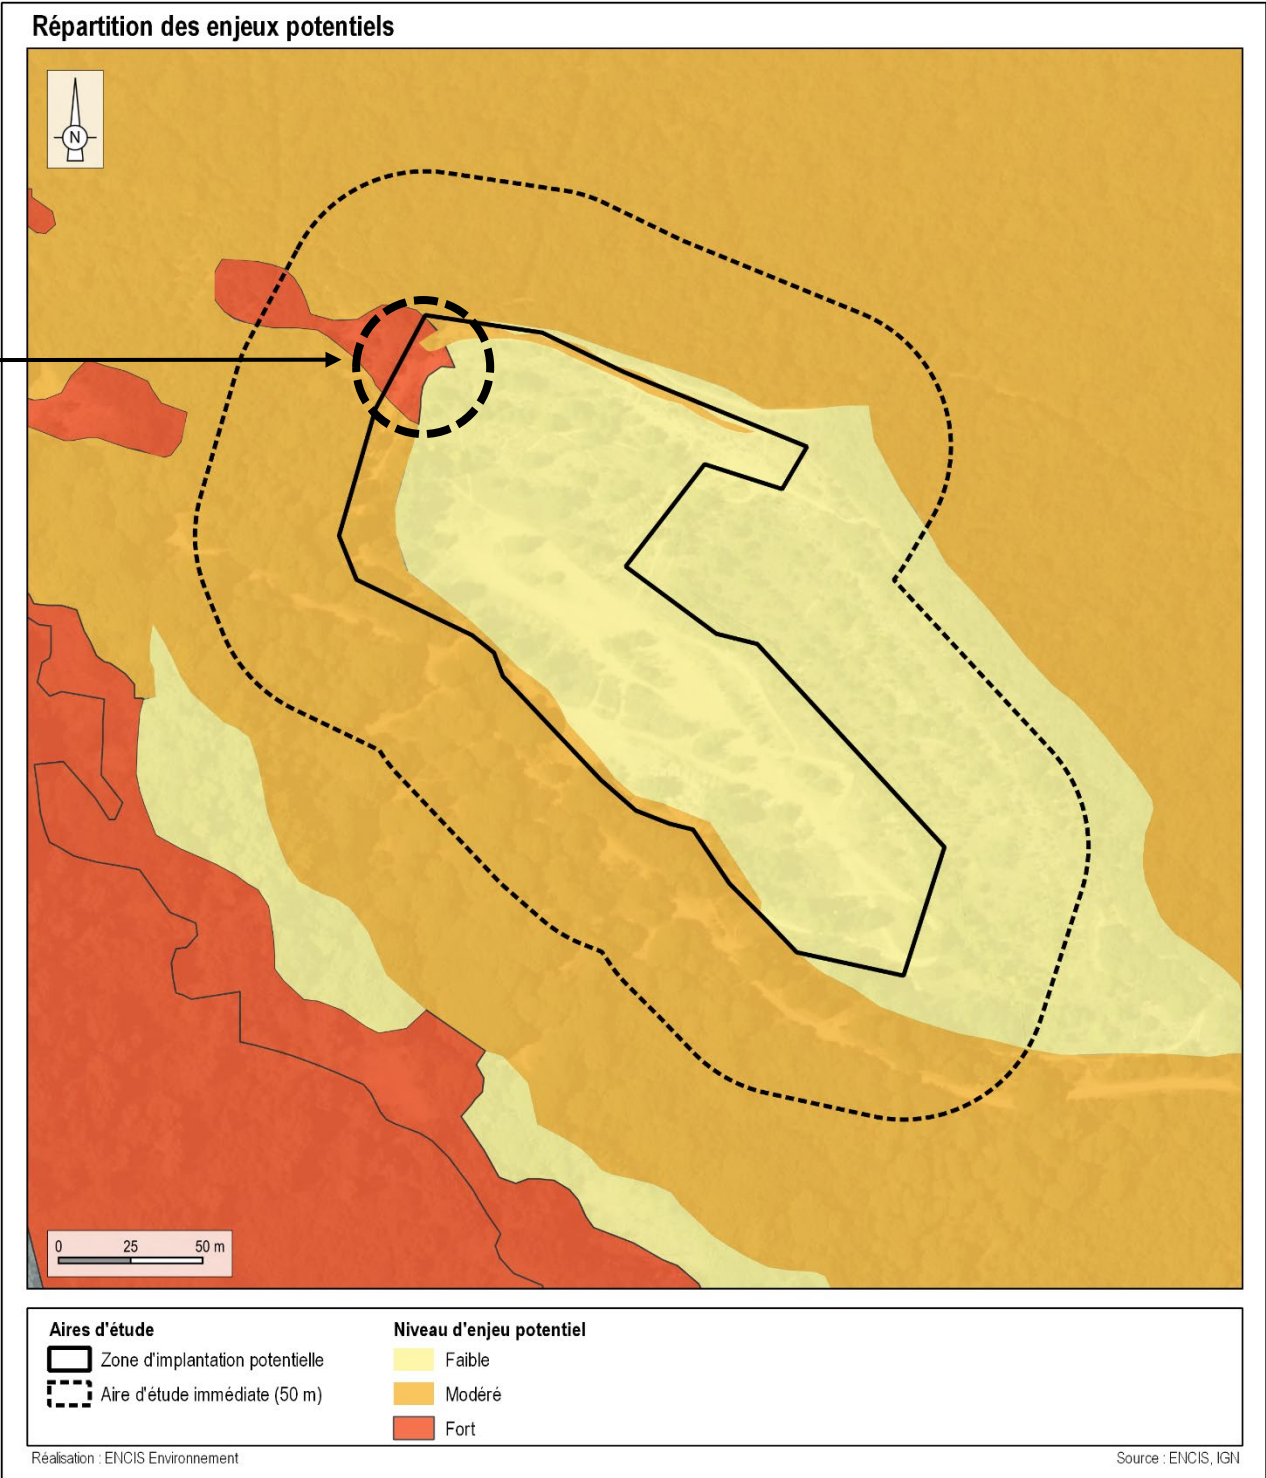 Répartition des enjeux potentiels
N
0 25 50 m
Aires d'étude
Zone d'implantation potentielle
Aire d'étude immédiate (50 m)
Niveau d'enjeu potentiel
Faible
Modéré
Fort
Réalisation : ENCIS Environnement
Source : ENCIS, IGN